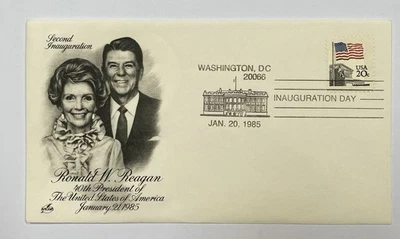 Second
Inauguration
Ronald W. Reagan
40th President of
The United States of America
January 21, 1985
WASHINGTON, DC
20066
JAN. 20, 1985
INAUGURATION DAY
USA
20c